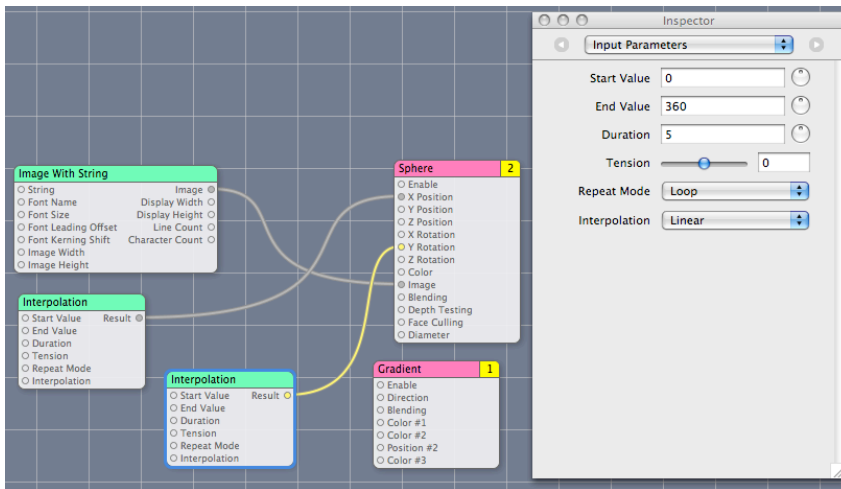 Inspector
Input Parameters
Start Value 0
End Value 360
Duration 5
Tension 0
Repeat Mode Loop
Interpolation Linear
Image With String
String Image
Font Name Display Width
Font Size Display Height
Font Leading Offset Line Count
Font Kerning Shift Character Count
Image Width
Image Height
Sphere 2
Enable
X Position
Y Position
Z Position
X Rotation
Y Rotation
Z Rotation
Color
Image
Blending
Depth Testing
Face Culling
Diameter
Interpolation
Start Value Result
End Value
Duration
Tension
Repeat Mode
Interpolation
Interpolation
Start Value Result
End Value
Duration
Tension
Repeat Mode
Interpolation
Gradient 1
Enable
Direction
Blending
Color #1
Color #2
Position #2
Color #3